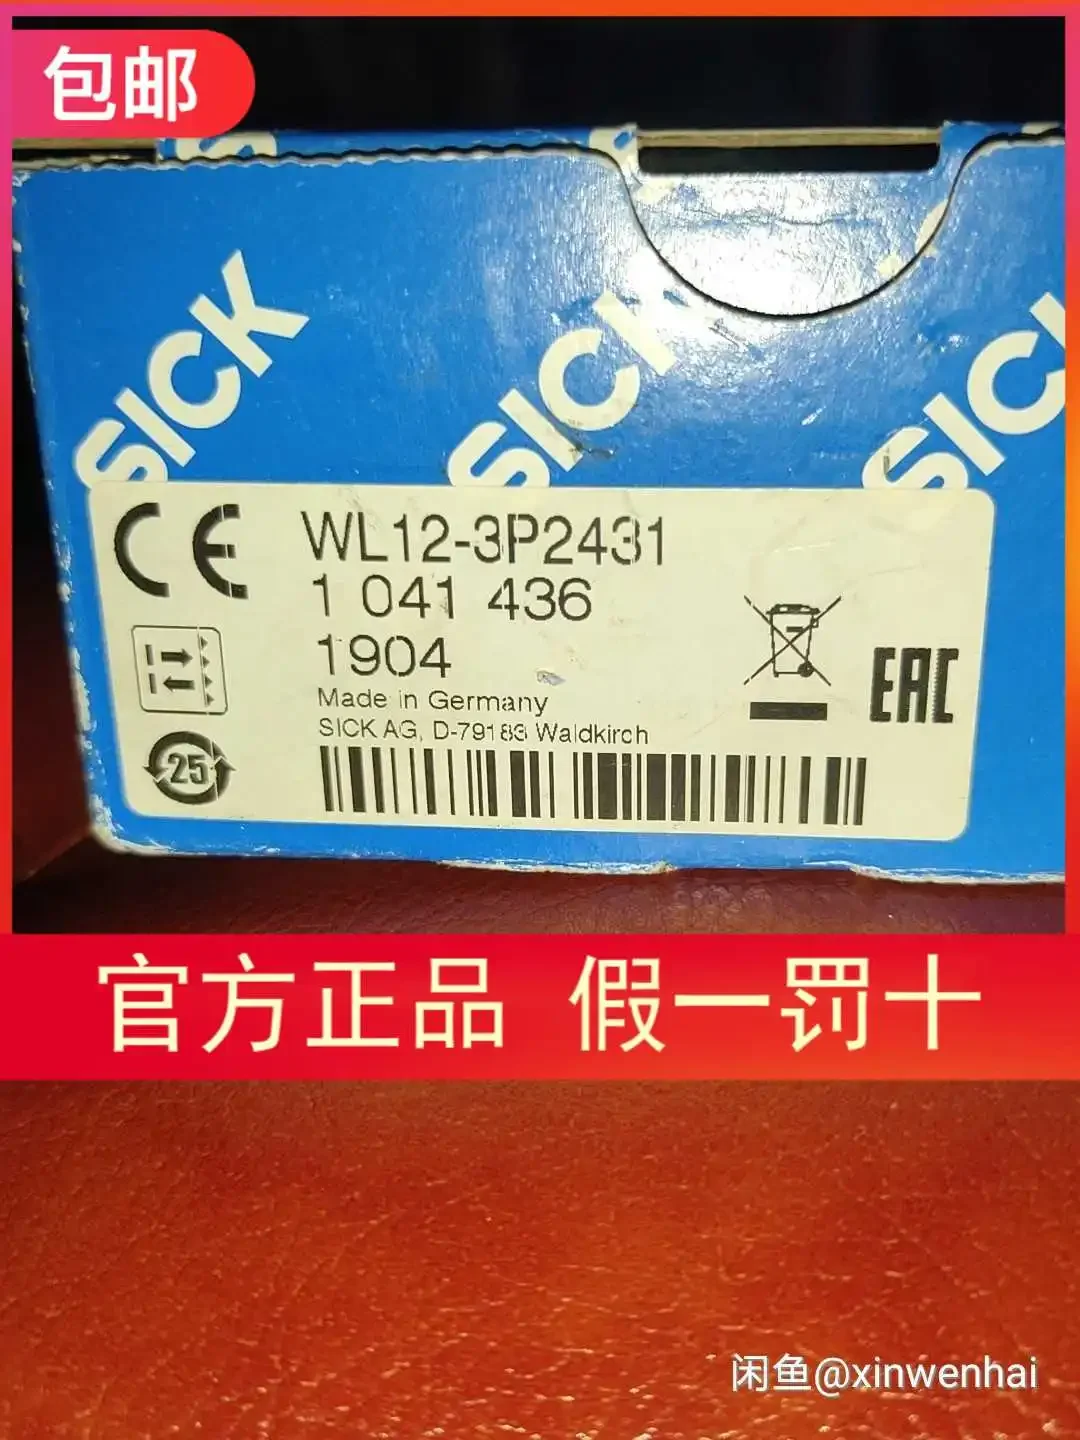 包邮
SICK
SICK
SICK
CE
WL12-3P2431
1 041 436
1904
Made in Germany
SICK AG, D-79183 Waldkirch
EAC
25
官方正品 假一罚十
闲鱼@xinwenhai